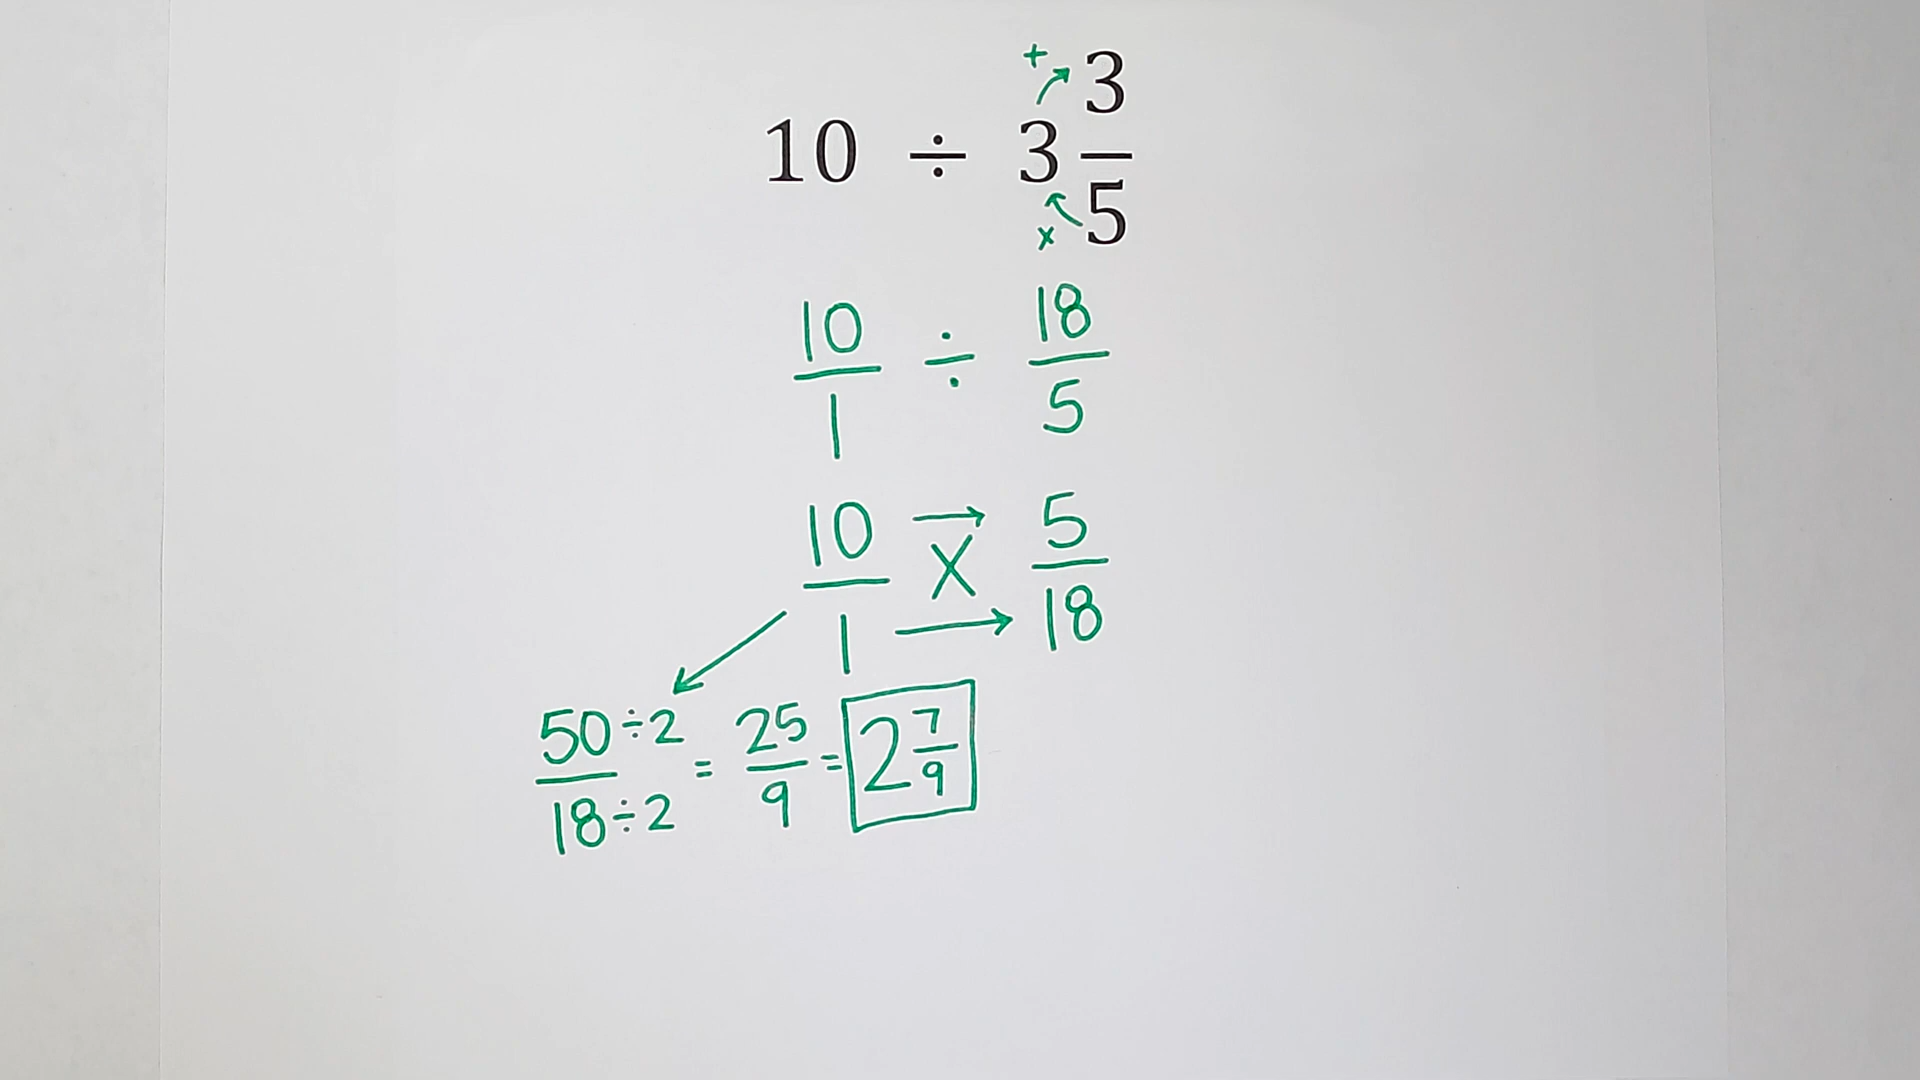 10 ÷ 3 3/5
+
x
10/1 ÷ 18/5
10/1 X 5/18
50÷2/18÷2 = 25/9 = 2 7/9